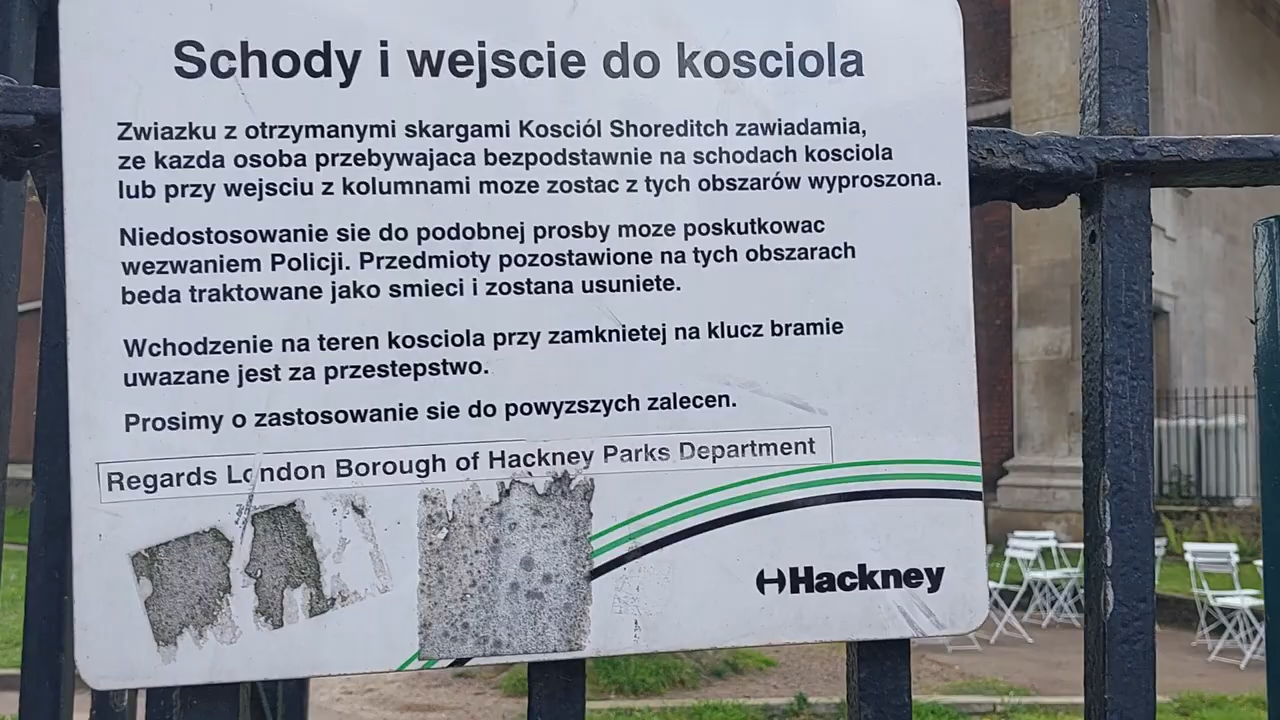 Schody i wejscie do kosciola
Zwiazku z otrzymanymi skargami Kosciól Shoreditch zawiadamia,
ze kazda osoba przebywajaca bezpodstawnie na schodach kosciola
lub przy wejsciu z kolumnami moze zostac z tych obszarów wyproszona.
Niedostosowanie sie do podobnej prosby moze poskutkowac
wezwaniem Policji. Przedmioty pozostawione na tych obszarach
beda traktowane jako smieci i zostana usuniete.
Wchodzenie na teren kosciola przy zamknietej na klucz bramie
uwazane jest za przestepstwo.
Prosimy o zastosowanie sie do powyzszych zalecen.
Regards London Borough of Hackney Parks Department
Hackney